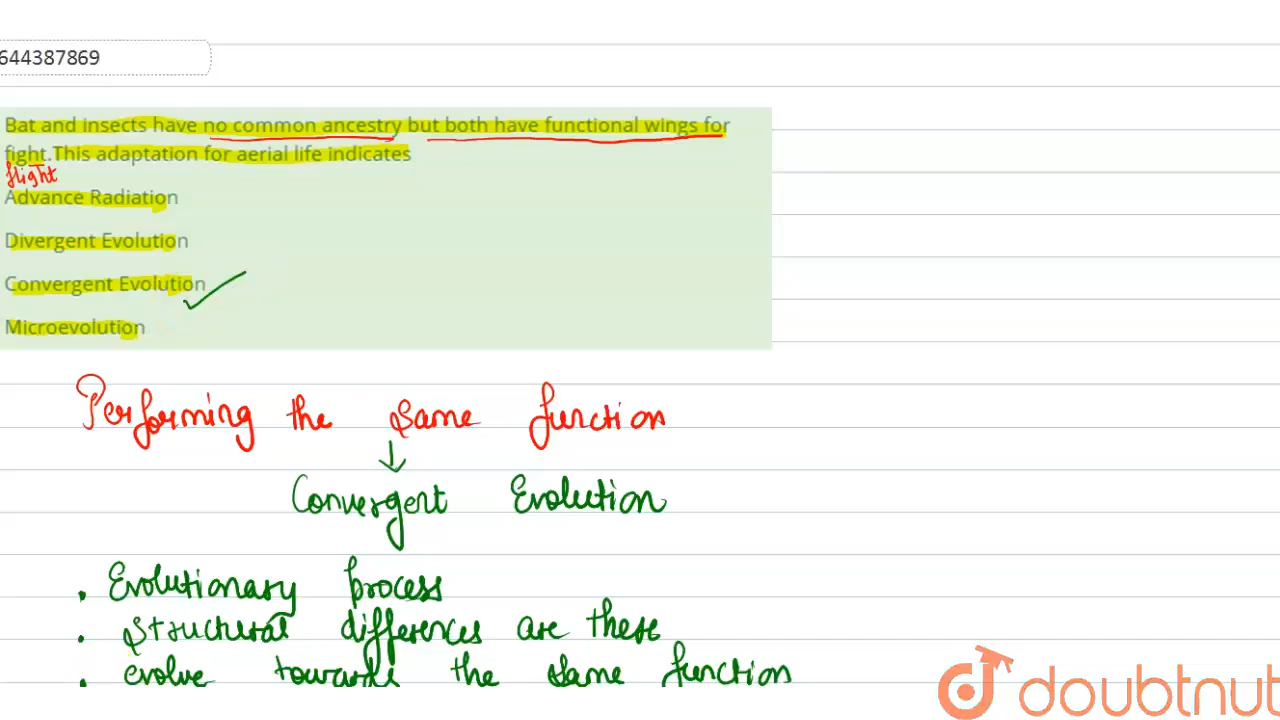 644387869
Bat and insects have no common ancestry but both have functional wings for
fight.This adaptation for aerial life indicates
flight
Advance Radiation
Divergent Evolution
Convergent Evolution
Microevolution
Performing the same function
Convergent Evolution
. Evolutionary process
. Structural differences are these
. evolve towards the same function
doubtnut